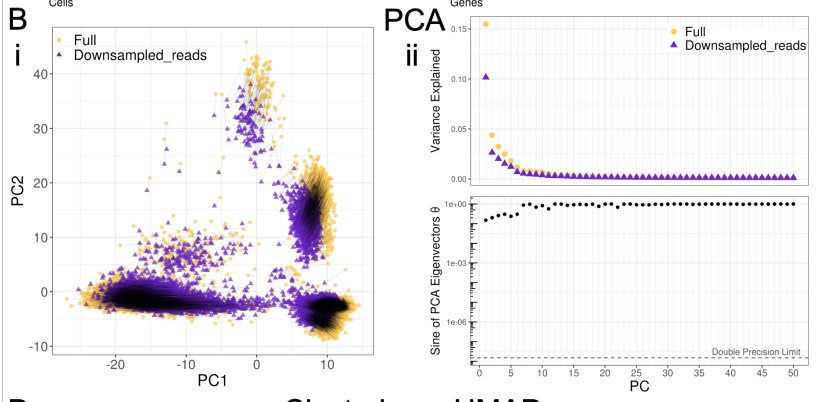 Cells
Genes
B
PCA
i
Full
Downsampled_reads
40
30
20
10
0
-10
PC2
-20
-10
0
10
PC1
ii
Full
Downsampled_reads
0.15
0.10
0.05
0.00
Variance Explained
1e+00
1e-03
1e-06
Sine of PCA Eigenvectors θ
Double Precision Limit
0
5
10
15
20
25
30
35
40
45
50
PC